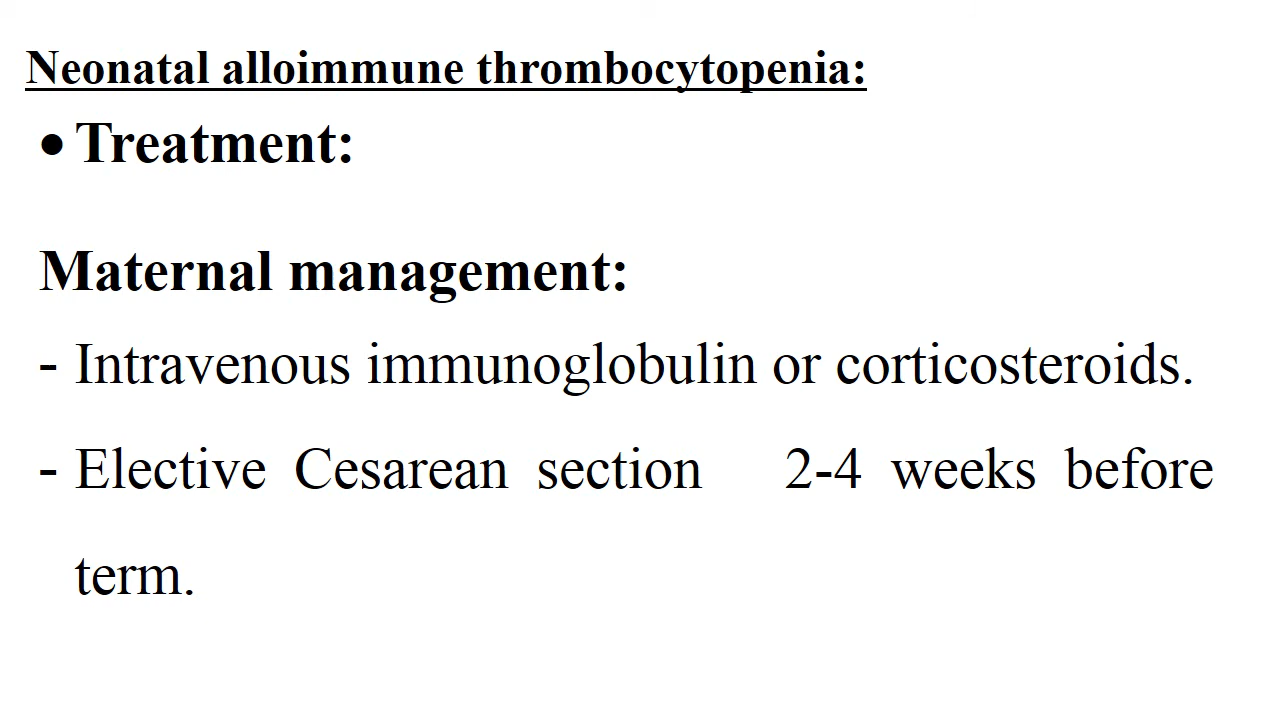 Neonatal alloimmune thrombocytopenia:
• Treatment:
Maternal management:
- Intravenous immunoglobulin or corticosteroids.
- Elective Cesarean section 2-4 weeks before
term.